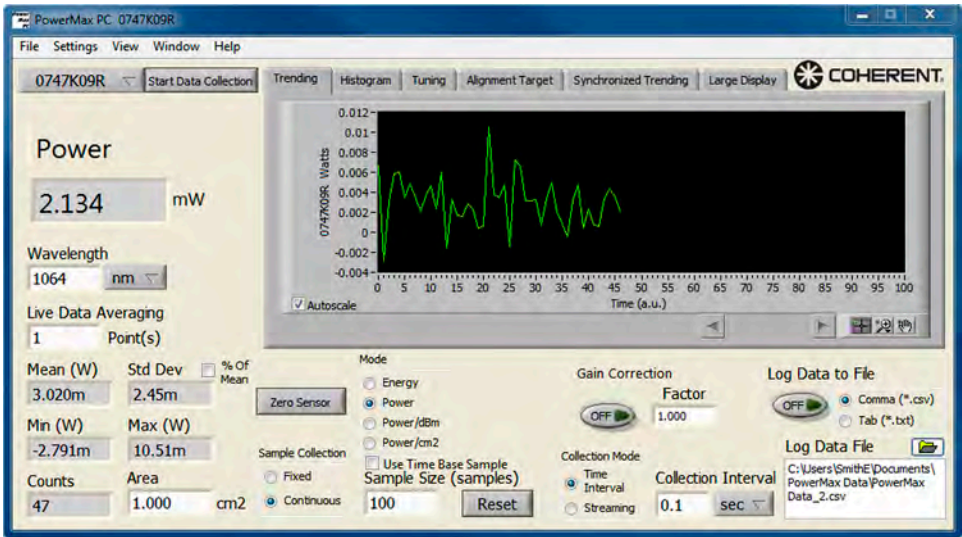 PowerMax PC 0747K09R
File Settings View Window Help
0747K09R Start Data Collection
Trending Histogram Tuning Alignment Target Synchronized Trending Large Display
COHERENT.
Power
2.134 mW
Wavelength
1064 nm
Live Data Averaging
1 Point(s)
0747K09R Watts
0.012
0.01
0.008
0.006
0.004
0.002
0
-0.002
-0.004
0 5 10 15 20 25 30 35 40 45 50 55 60 65 70 75 80 85 90 95 100
Time (a.u.)
Autoscale
Mean (W) Std Dev % Of Mean
3.020m 2.45m
Min (W) Max (W)
-2.791m 10.51m
Counts Area
47 1.000 cm2
Zero Sensor
Mode
Energy
Power
Power/dBm
Power/cm2
Use Time Base Sample
Sample Collection
Fixed
Continuous
Sample Size (samples)
100 Reset
Gain Correction
OFF
Factor
1.000
Collection Mode
Time Interval
Streaming
Collection Interval
0.1 sec
Log Data to File
OFF
Comma (*.csv)
Tab (*.txt)
Log Data File
C:\Users\SmithE\Documents\
PowerMax Data\PowerMax
Data_2.csv